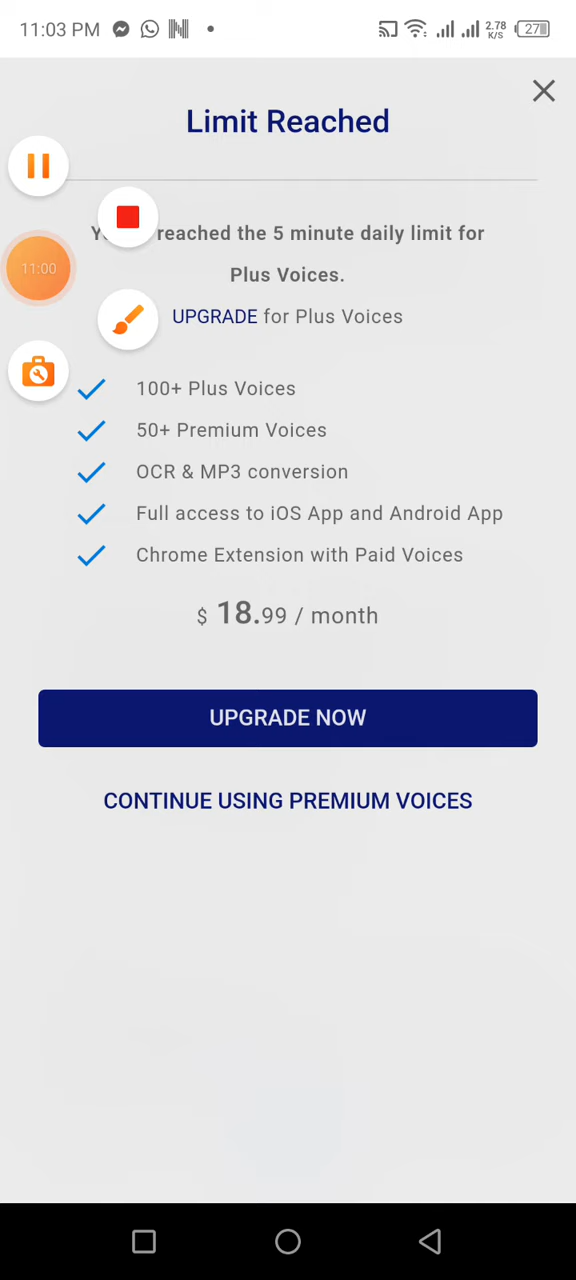 11:03 PM
2.78
K/S
27
Limit Reached
reached the 5 minute daily limit for
11:00
Plus Voices.
UPGRADE for Plus Voices
100+ Plus Voices
50+ Premium Voices
OCR & MP3 conversion
Full access to iOS App and Android App
Chrome Extension with Paid Voices
$ 18.99 / month
UPGRADE NOW
CONTINUE USING PREMIUM VOICES